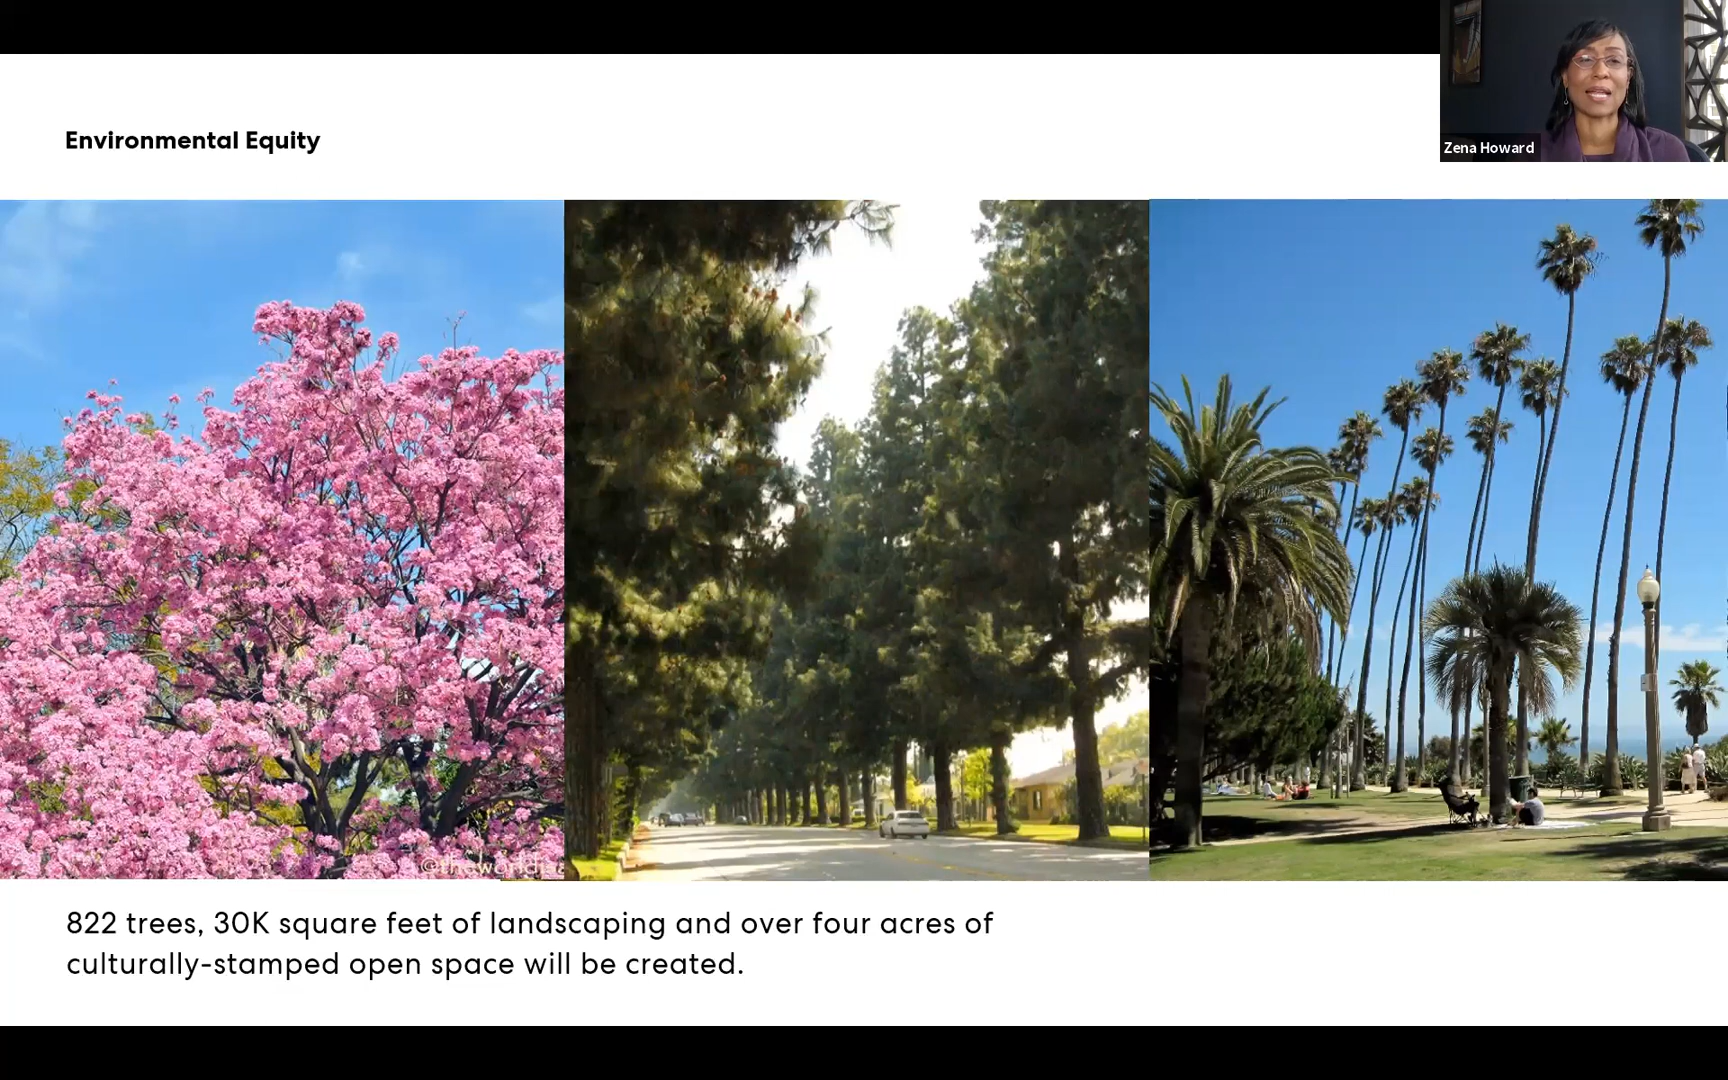 Zena Howard
Environmental Equity
@theworldis
822 trees, 30K square feet of landscaping and over four acres of
culturally-stamped open space will be created.